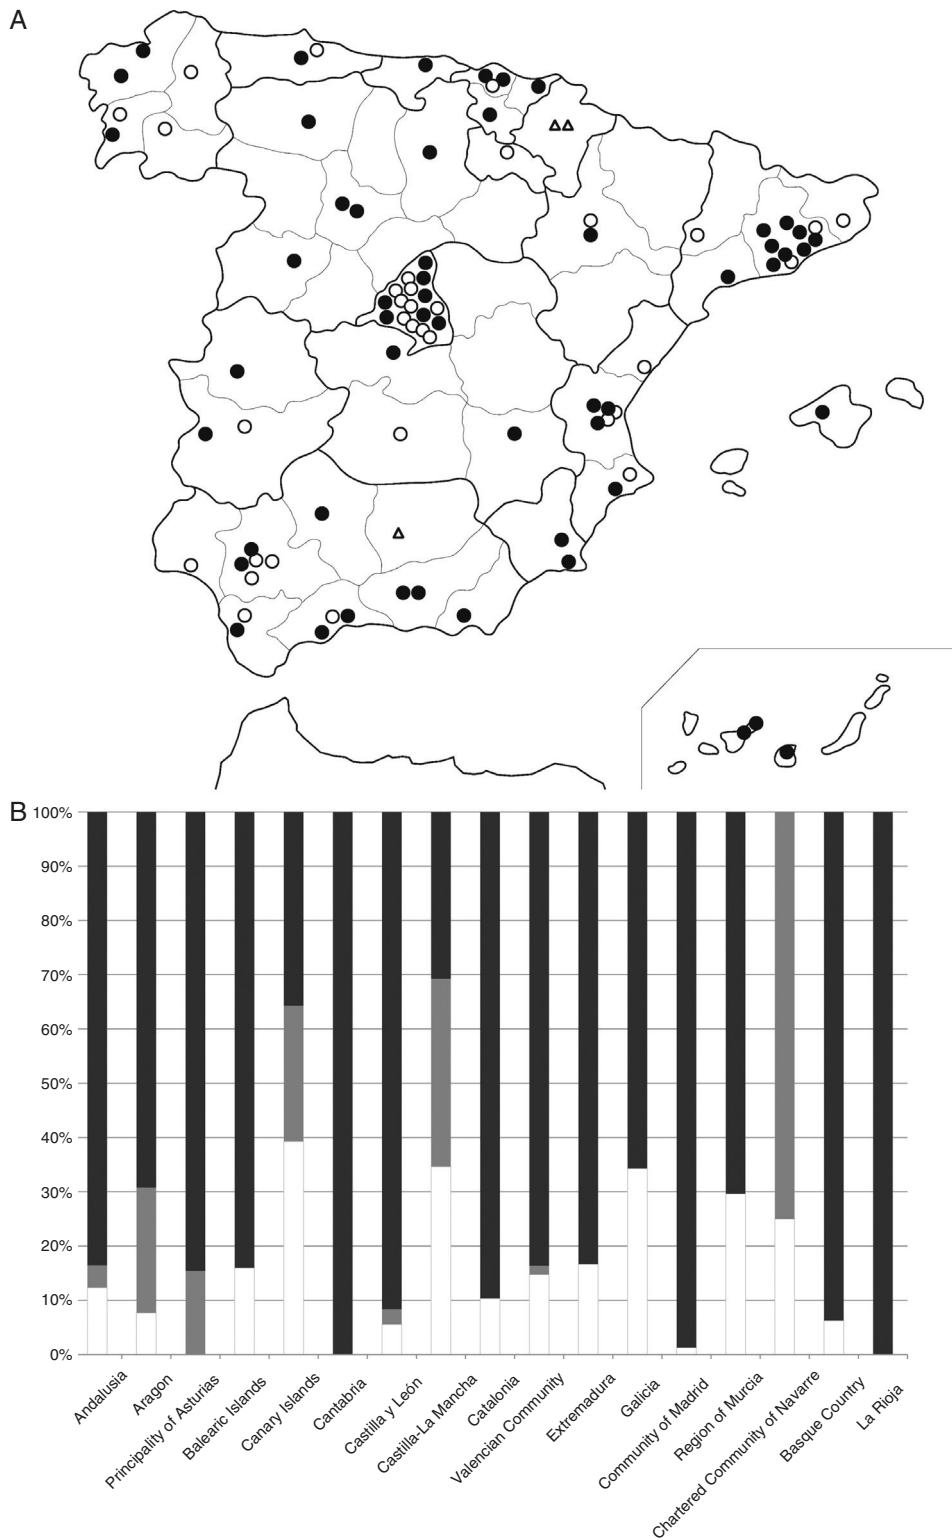 A
B
100%
90%
80%
70%
60%
50%
40%
30%
20%
10%
0%
Andalusia
Aragon
Principality of Asturias
Balearic Islands
Canary Islands
Cantabria
Castilla y León
Castilla-La Mancha
Catalonia
Valencian Community
Extremadura
Galicia
Community of Madrid
Region of Murcia
Chartered Community of Navarre
Basque Country
La Rioja